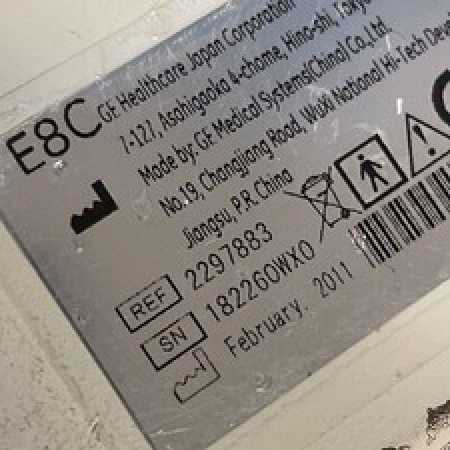 E8C
GE Healthcare Japan Corporation
7-127, Asahigaoka 4-chome, Hino-shi, Tokyo
Made by: GE Medical Systems(China) Co.,Ltd.
No.19, Changjiang Road, Wuxi National Hi-Tech Deve
Jiangsu, P.R.China
REF 2297883
SN 182260WX0
February, 2011